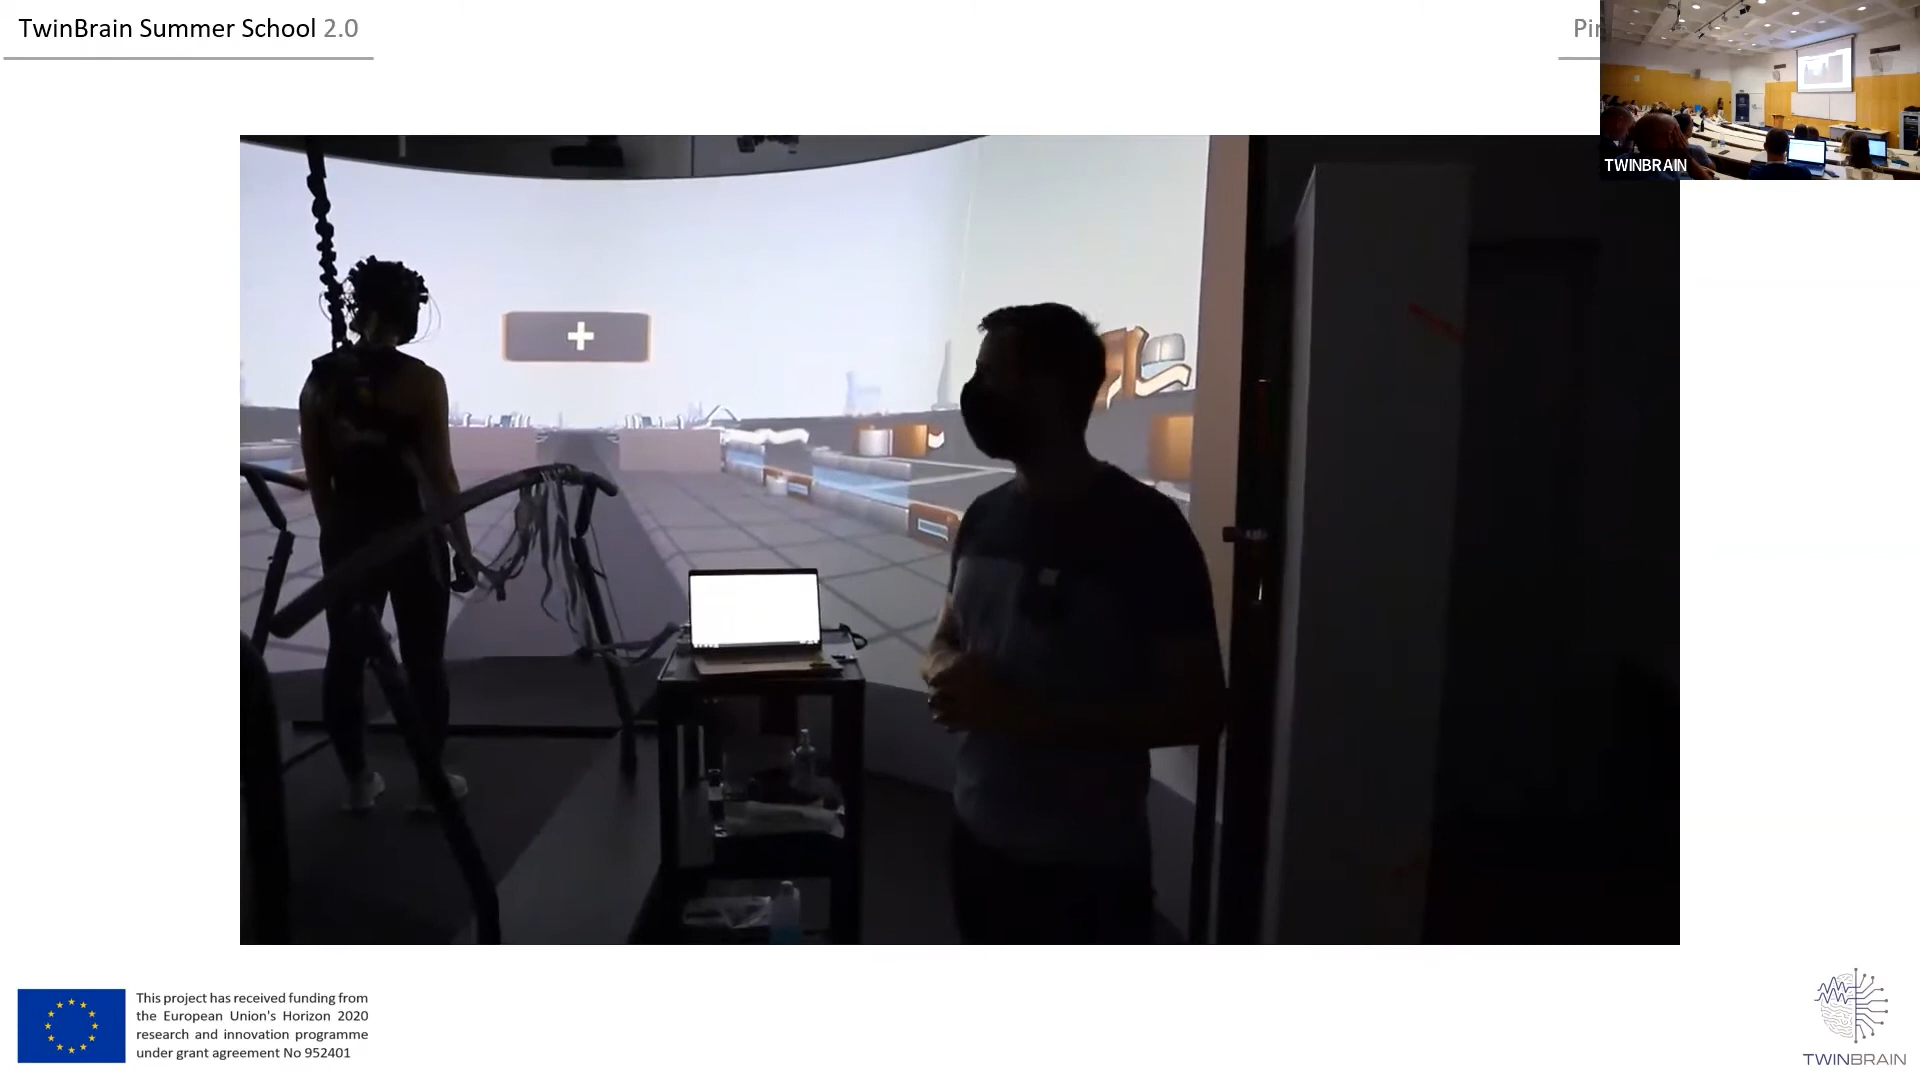 TwinBrain Summer School 2.0
TWINBRAIN
This project has received funding from
the European Union's Horizon 2020
research and innovation programme
under grant agreement No 952401
TWINBRAIN